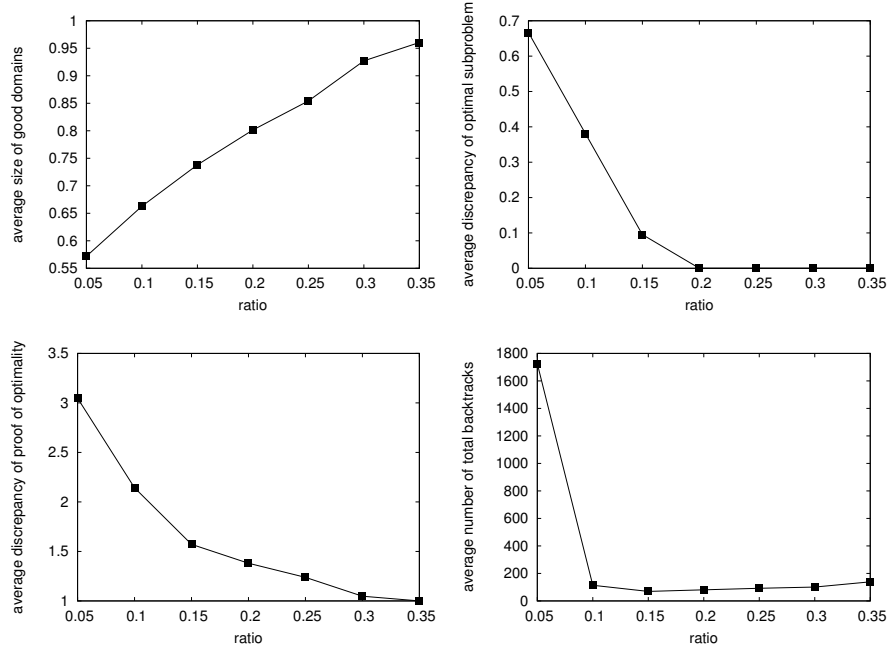 average size of good domains
1
0.95
0.9
0.85
0.8
0.75
0.7
0.65
0.6
0.55
0.05 0.1 0.15 0.2 0.25 0.3 0.35
ratio
average discrepancy of optimal subproblem
0.7
0.6
0.5
0.4
0.3
0.2
0.1
0
0.05 0.1 0.15 0.2 0.25 0.3 0.35
ratio
average discrepancy of proof of optimality
3.5
3
2.5
2
1.5
1
0.05 0.1 0.15 0.2 0.25 0.3 0.35
ratio
average number of total backtracks
1800
1600
1400
1200
1000
800
600
400
200
0
0.05 0.1 0.15 0.2 0.25 0.3 0.35
ratio